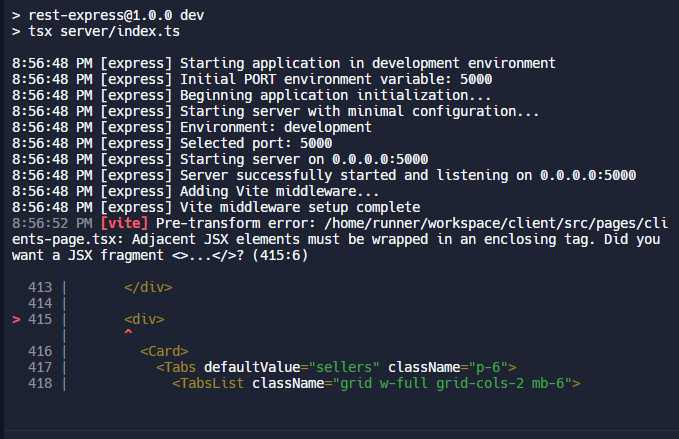 > rest-express@1.0.0 dev
> tsx server/index.ts
8:56:48 PM [express] Starting application in development environment
8:56:48 PM [express] Initial PORT environment variable: 5000
8:56:48 PM [express] Beginning application initialization...
8:56:48 PM [express] Starting server with minimal configuration...
8:56:48 PM [express] Environment: development
8:56:48 PM [express] Selected port: 5000
8:56:48 PM [express] Starting server on 0.0.0.0:5000
8:56:48 PM [express] Server successfully started and listening on 0.0.0.0:5000
8:56:48 PM [express] Adding Vite middleware...
8:56:48 PM [express] Vite middleware setup complete
8:56:52 PM [vite] Pre-transform error: /home/runner/workspace/client/src/pages/cli
ents-page.tsx: Adjacent JSX elements must be wrapped in an enclosing tag. Did you
want a JSX fragment <>...</>? (415:6)
  413 |       </div>
  414 |
> 415 |       <div>
      |       ^
  416 |         <Card>
  417 |           <Tabs defaultValue="sellers" className="p-6">
  418 |             <TabsList className="grid w-full grid-cols-2 mb-6">